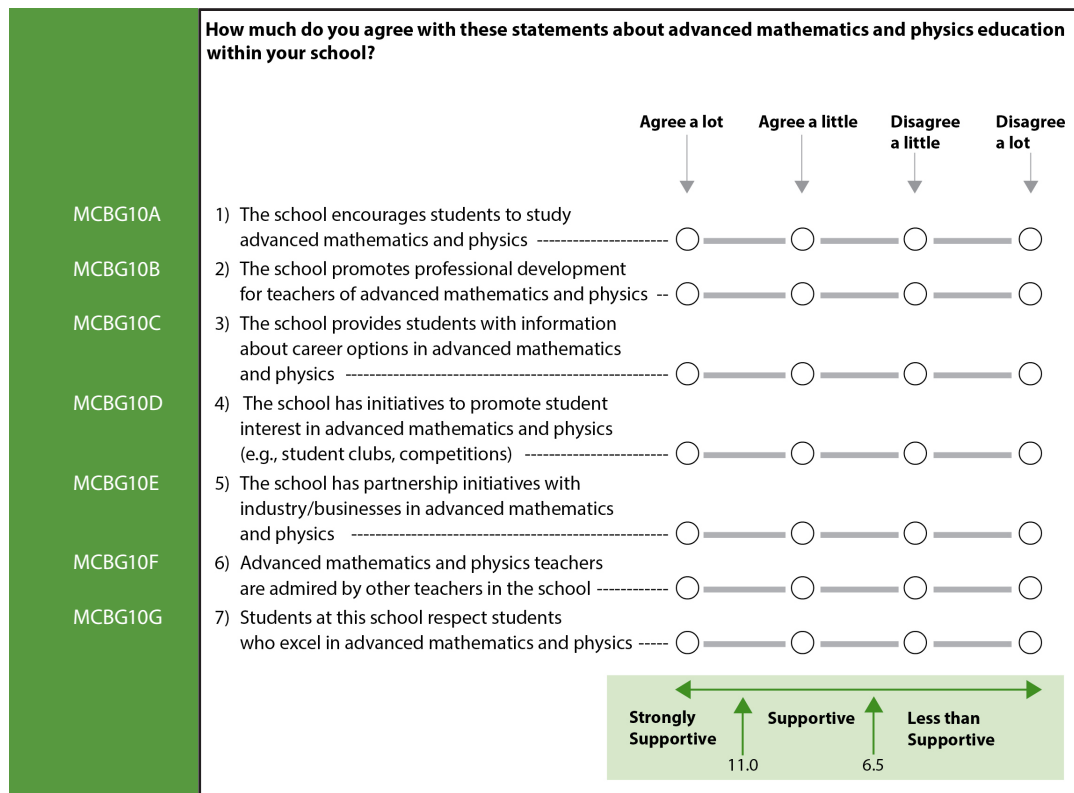 How much do you agree with these statements about advanced mathematics and physics education
within your school?
Agree a lot
Agree a little
Disagree
a little
Disagree
a lot
MCBG10A
1) The school encourages students to study
advanced mathematics and physics
MCBG10B
2) The school promotes professional development
for teachers of advanced mathematics and physics
MCBG10C
3) The school provides students with information
about career options in advanced mathematics
and physics
MCBG10D
4) The school has initiatives to promote student
interest in advanced mathematics and physics
(e.g., student clubs, competitions)
MCBG10E
5) The school has partnership initiatives with
industry/businesses in advanced mathematics
and physics
MCBG10F
6) Advanced mathematics and physics teachers
are admired by other teachers in the school
MCBG10G
7) Students at this school respect students
who excel in advanced mathematics and physics
Strongly
Supportive
Supportive
Less than
Supportive
11.0
6.5